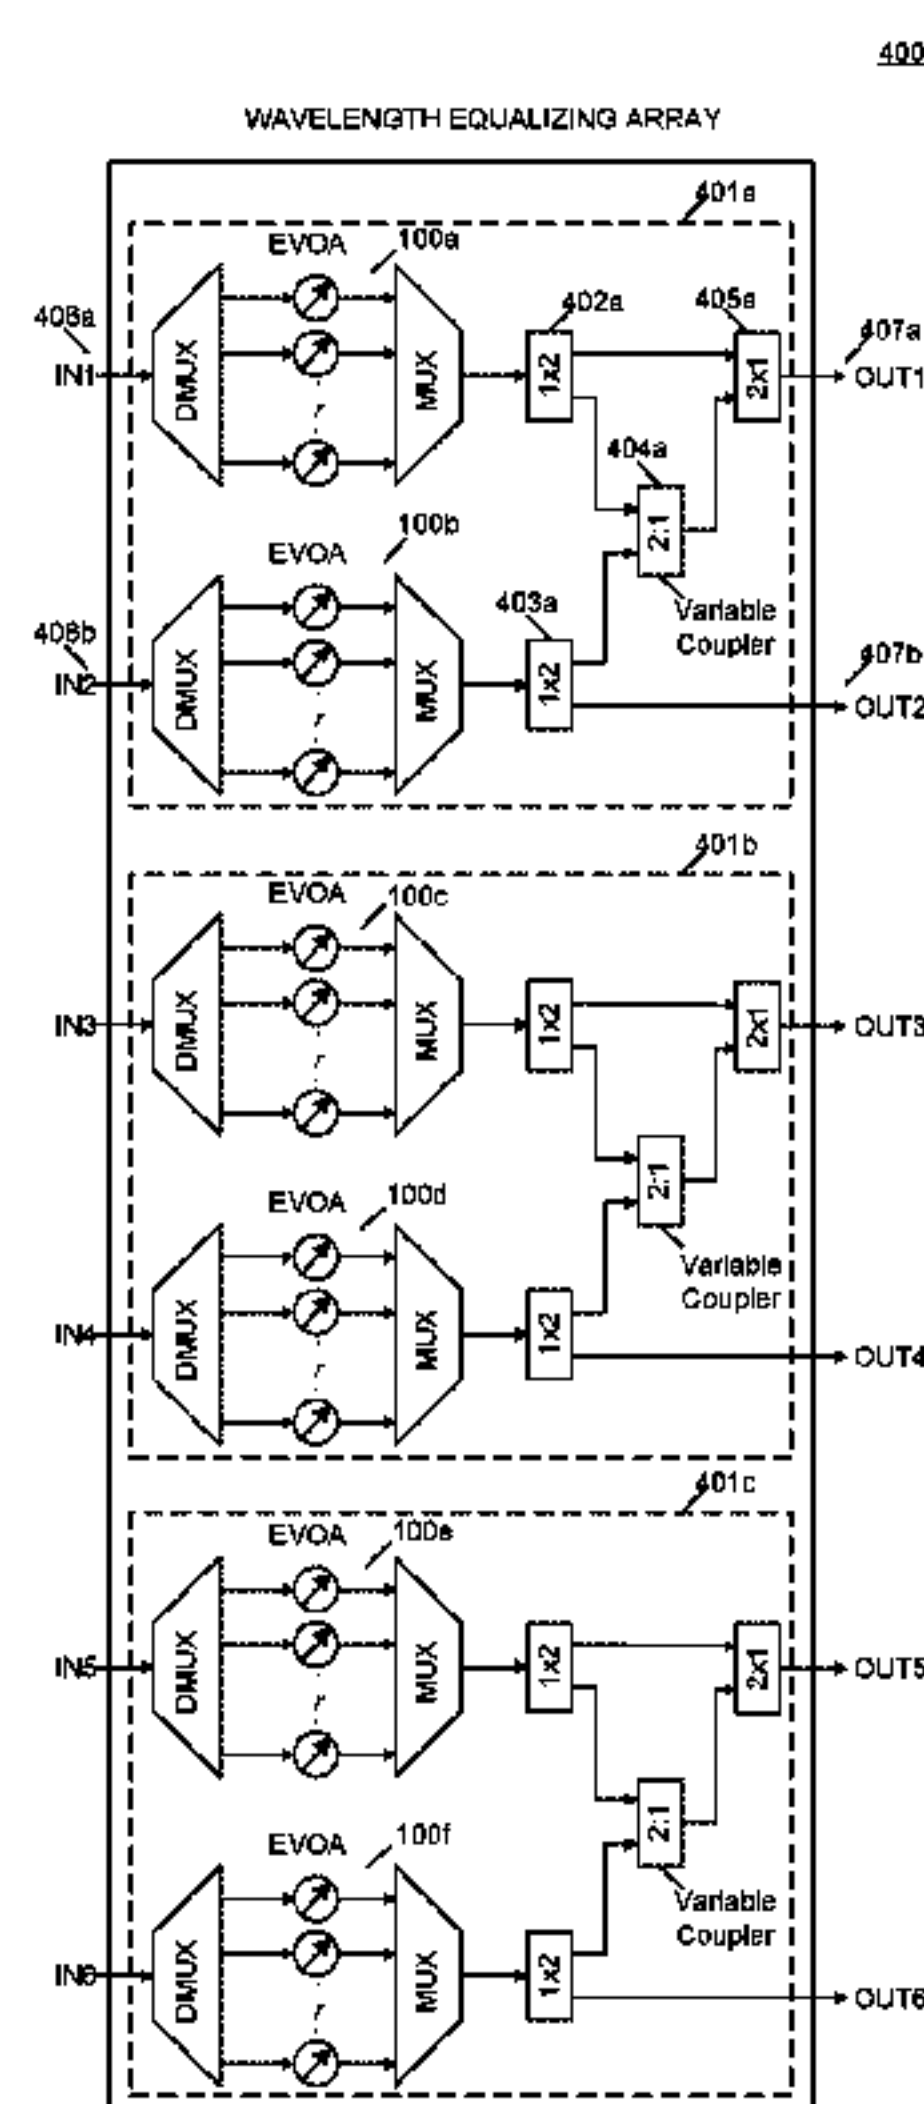 400
WAVELENGTH EQUALIZING ARRAY
401a
EVOA
100a
406a
402a
405a
407a
IN1
DMUX
MUX
1x2
2x1
OUT1
404a
2:1
EVOA
100b
Variable
Coupler
403a
406b
407b
IN2
DMUX
MUX
1x2
OUT2
401b
EVOA
100c
IN3
DMUX
MUX
1x2
2x1
OUT3
2:1
EVOA
100d
Variable
Coupler
IN4
DMUX
MUX
1x2
OUT4
401c
EVOA
100e
IN5
DMUX
MUX
1x2
2x1
OUT5
2:1
EVOA
100f
Variable
Coupler
IN6
DMUX
MUX
1x2
OUT6